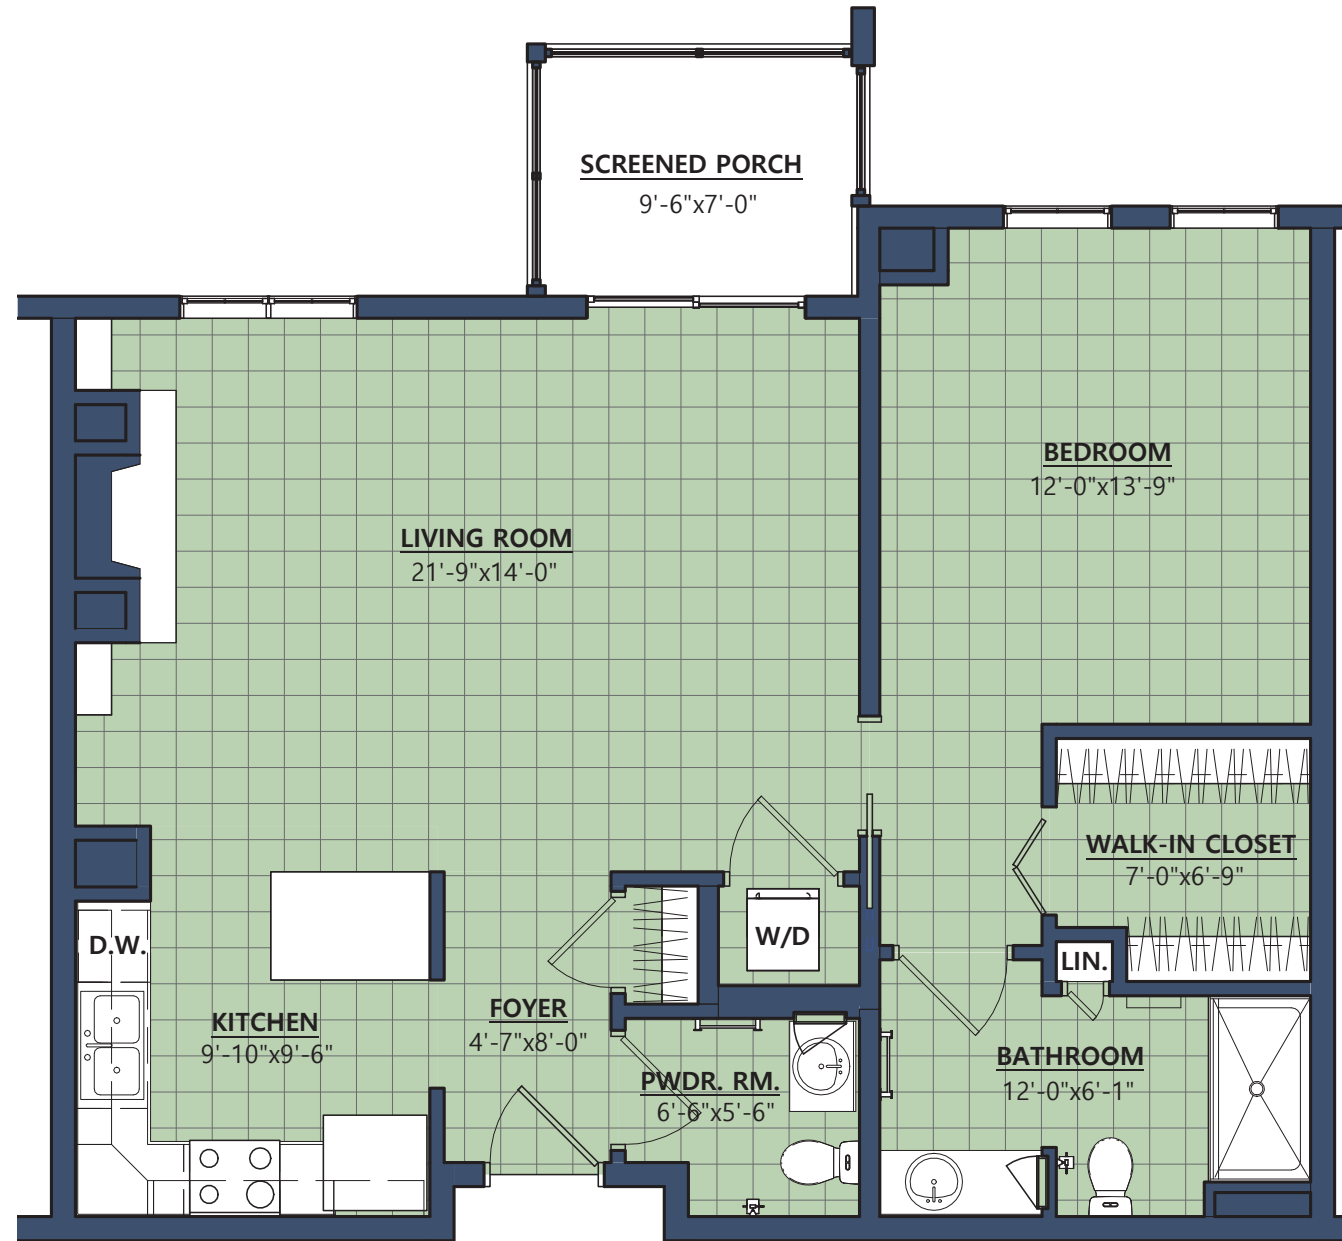 SCREENED PORCH
9'-6"x7'-0"
BEDROOM
12'-0"x13'-9"
LIVING ROOM
21'-9"x14'-0"
WALK-IN CLOSET
7'-0"x6'-9"
D.W.
W/D
LIN.
KITCHEN
9'-10"x9'-6"
FOYER
4'-7"x8'-0"
PWDR. RM.
6'-6"x5'-6"
BATHROOM
12'-0"x6'-1"